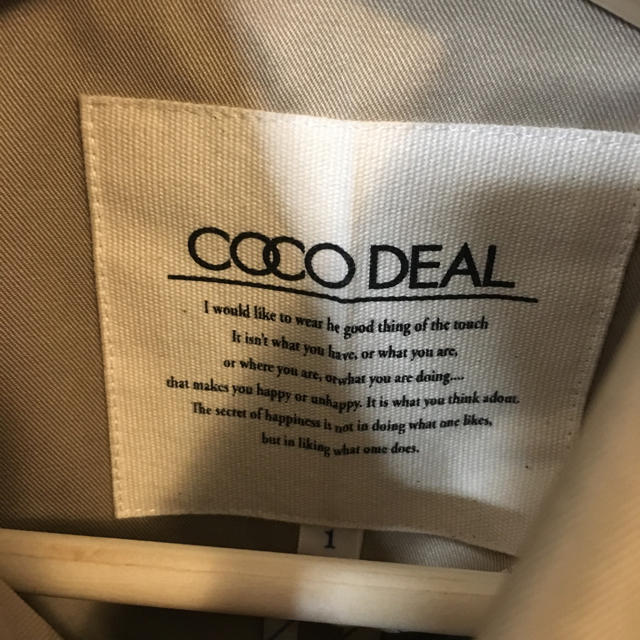 COCO DEAL
I would like to wear he good thing of the touch
It isn't what you have, or what you are,
or where you are, orwhat you are doing....
that makes you happy or unhappy. It is what you think adout.
The secret of happiness is not in doing what one likes,
but in liking what ome does.
1